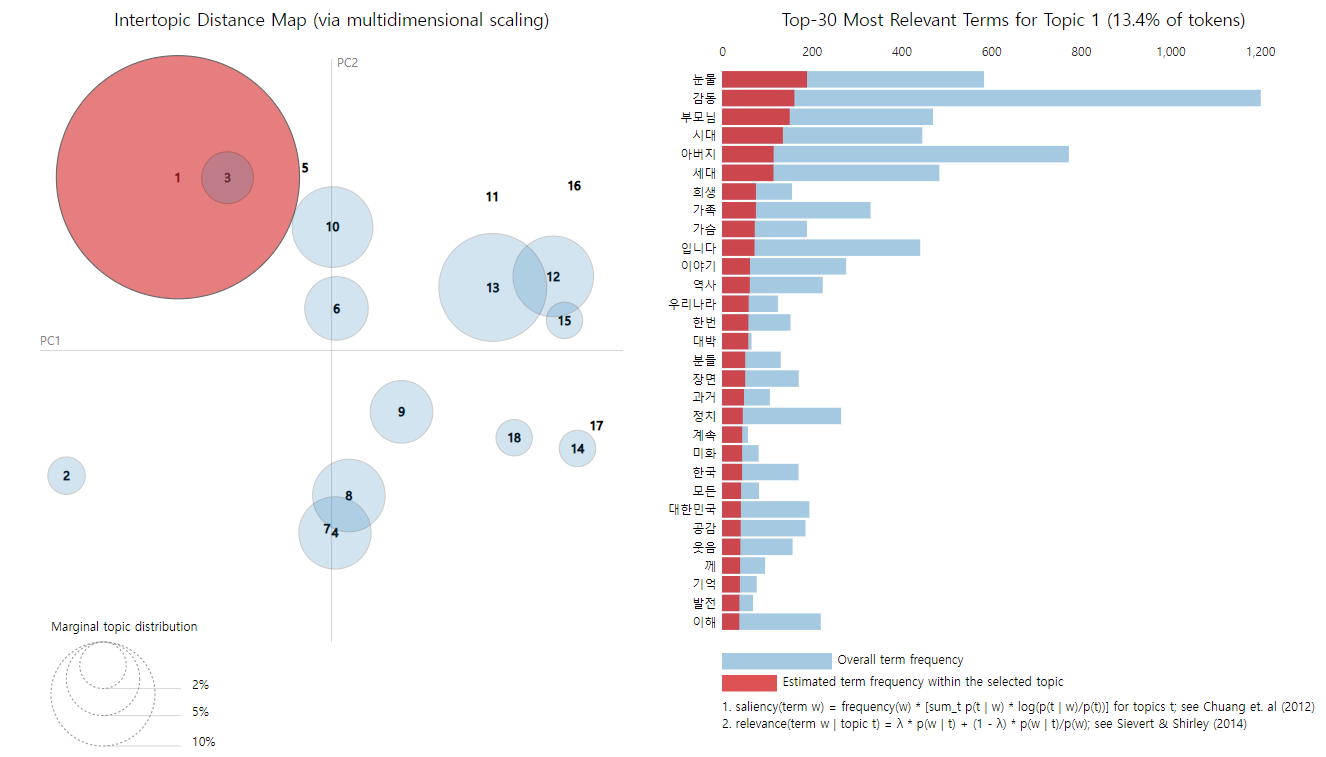 Intertopic Distance Map (via multidimensional scaling)
PC2
PC1
1
3
5
10
6
11
16
13
12
15
9
18
17
14
2
8
7
4
Marginal topic distribution
2%
5%
10%
Top-30 Most Relevant Terms for Topic 1 (13.4% of tokens)
0 200 400 600 800 1,000 1,200
눈물
감동
부모님
시대
아버지
세대
희생
가족
가슴
입니다
이야기
역사
우리나라
한번
대박
분들
장면
과거
정치
계속
미화
한국
모든
대한민국
공감
웃음
께
기억
발전
이해
Overall term frequency
Estimated term frequency within the selected topic
1. saliency(term w) = frequency(w) * [sum_t p(t | w) * log(p(t | w)/p(t))] for topics t; see Chuang et. al (2012)
2. relevance(term w | topic t) = λ * p(w | t) + (1 - λ) * p(w | t)/p(w); see Sievert & Shirley (2014)